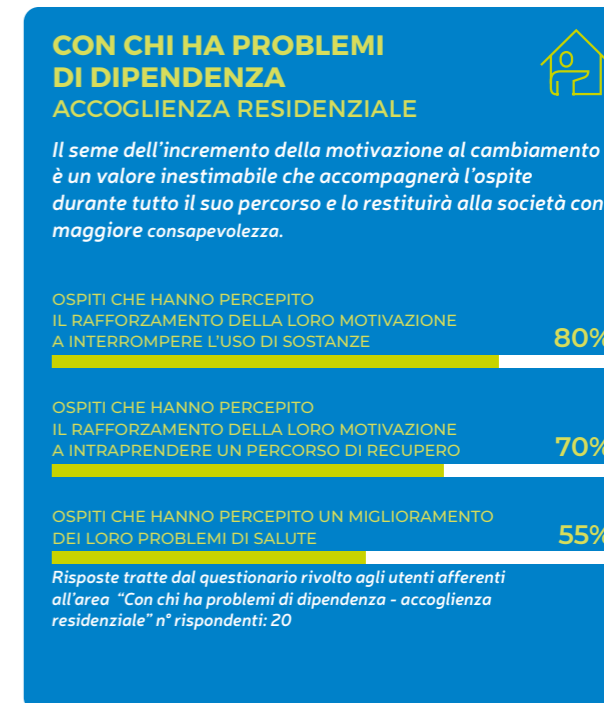 CON CHI HA PROBLEMI
DI DIPENDENZA
ACCOGLIENZA RESIDENZIALE
Il seme dell'incremento della motivazione al cambiamento
è un valore inestimabile che accompagnerà l'ospite
durante tutto il suo percorso e lo restituirà alla società con
maggiore consapevolezza.
OSPITI CHE HANNO PERCEPITO
IL RAFFORZAMENTO DELLA LORO MOTIVAZIONE
A INTERROMPERE L'USO DI SOSTANZE 80%
OSPITI CHE HANNO PERCEPITO
IL RAFFORZAMENTO DELLA LORO MOTIVAZIONE
A INTRAPRENDERE UN PERCORSO DI RECUPERO 70%
OSPITI CHE HANNO PERCEPITO UN MIGLIORAMENTO
DEI LORO PROBLEMI DI SALUTE 55%
Risposte tratte dal questionario rivolto agli utenti afferenti
all'area "Con chi ha problemi di dipendenza - accoglienza
residenziale" n° rispondenti: 20